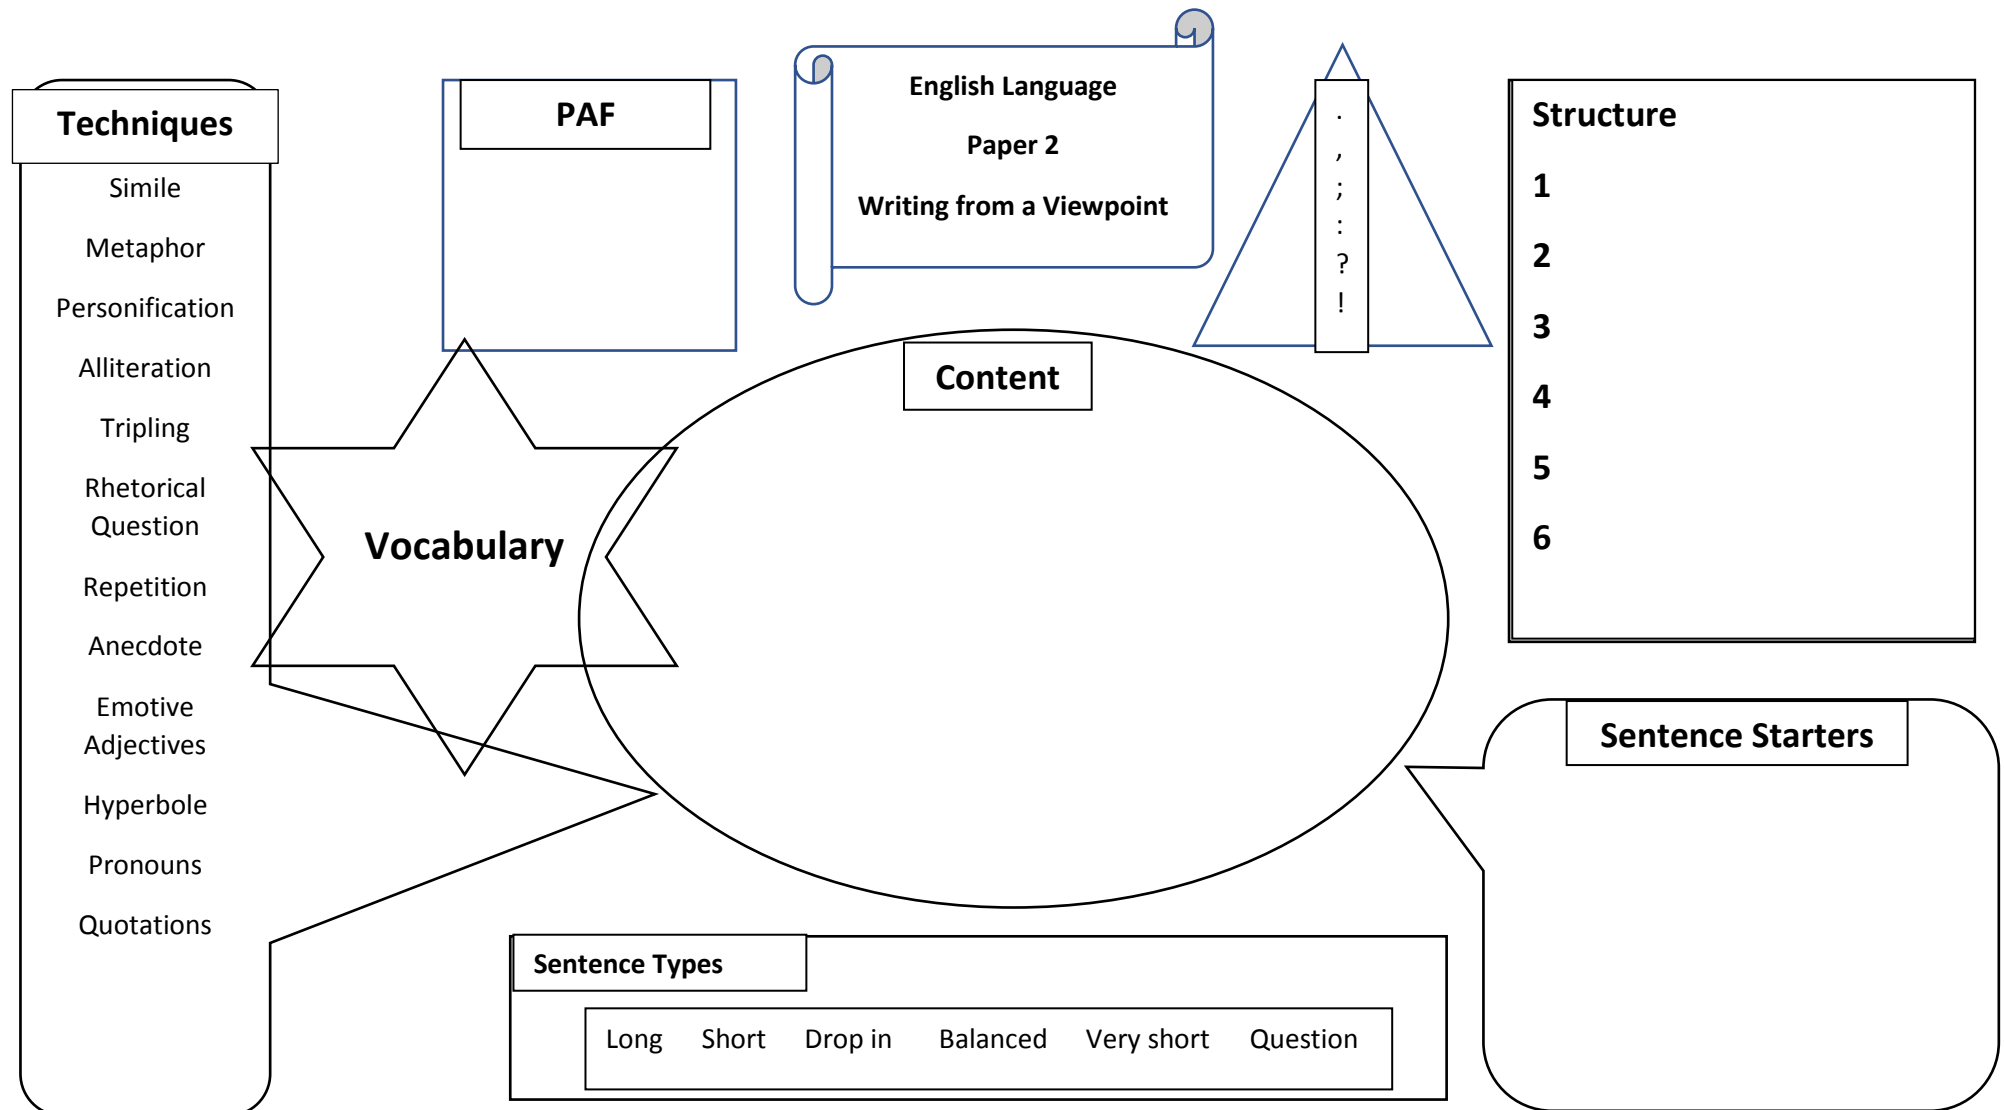 Techniques
Simile
Metaphor
Personification
Alliteration
Tripling
Rhetorical
Question
Repetition
Anecdote
Emotive
Adjectives
Hyperbole
Pronouns
Quotations
PAF
English Language
Paper 2
Writing from a Viewpoint
.
,
;
:
?
!
Structure
1
2
3
4
5
6
Vocabulary
Content
Sentence Starters
Sentence Types
Long Short Drop in Balanced Very short Question